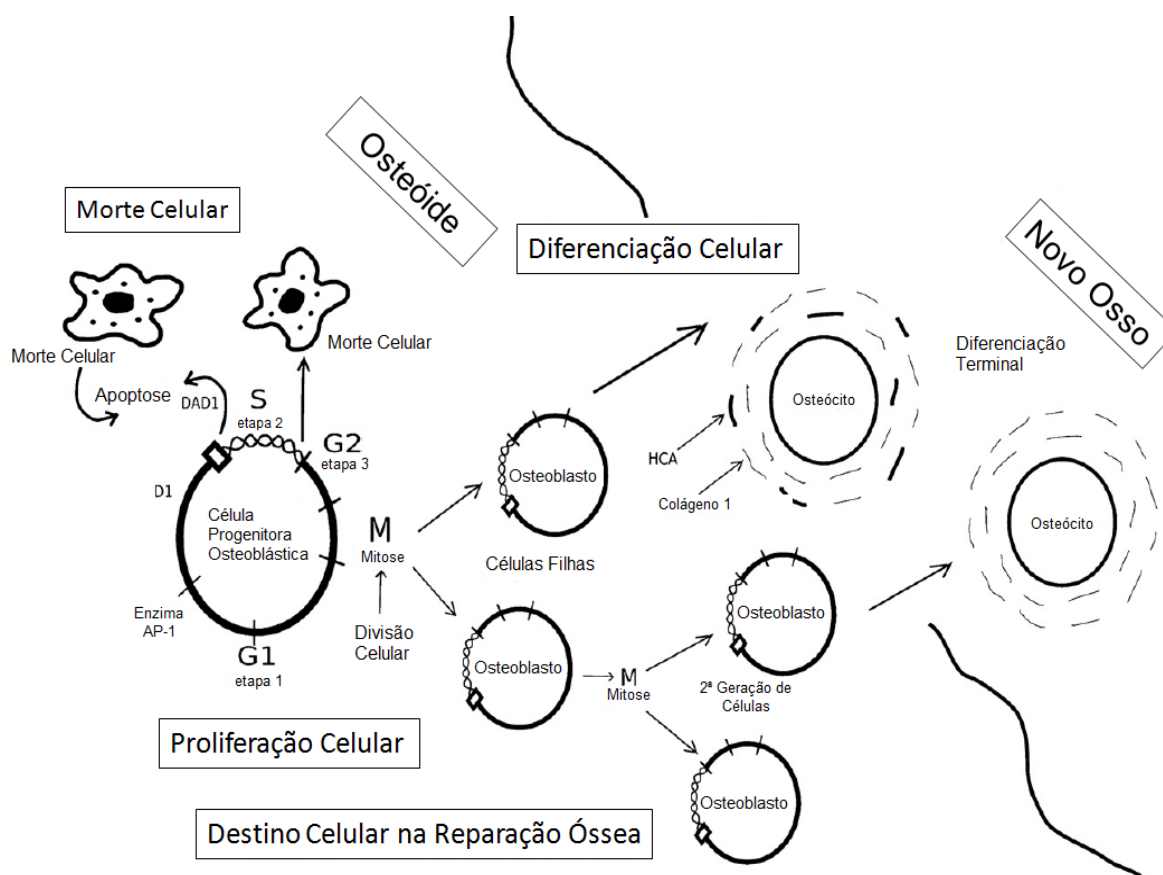 Osteóide
Morte Celular
Diferenciação Celular
Novo Osso
Morte Celular
Morte Celular
Apoptose
DAD1
S
etapa 2
G2
etapa 3
D1
Célula
Progenitora
Osteoblástica
Enzima
AP-1
G1
etapa 1
M
Mitose
Divisão
Celular
Osteoblasto
Células Filhas
Osteoblasto
M
Mitose
Osteoblasto
2ª Geração de
Células
Osteoblasto
HCA
Colágeno 1
Osteócito
Diferenciação
Terminal
Osteócito
Proliferação Celular
Destino Celular na Reparação Óssea